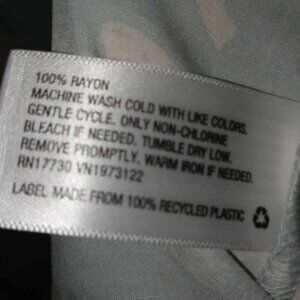 100% RAYON
MACHINE WASH COLD WITH LIKE COLORS.
GENTLE CYCLE. ONLY NON-CHLORINE
BLEACH IF NEEDED. TUMBLE DRY LOW.
REMOVE PROMPTLY. WARM IRON IF NEEDED.
RN17730 VN1973122
LABEL MADE FROM 100% RECYCLED PLASTIC